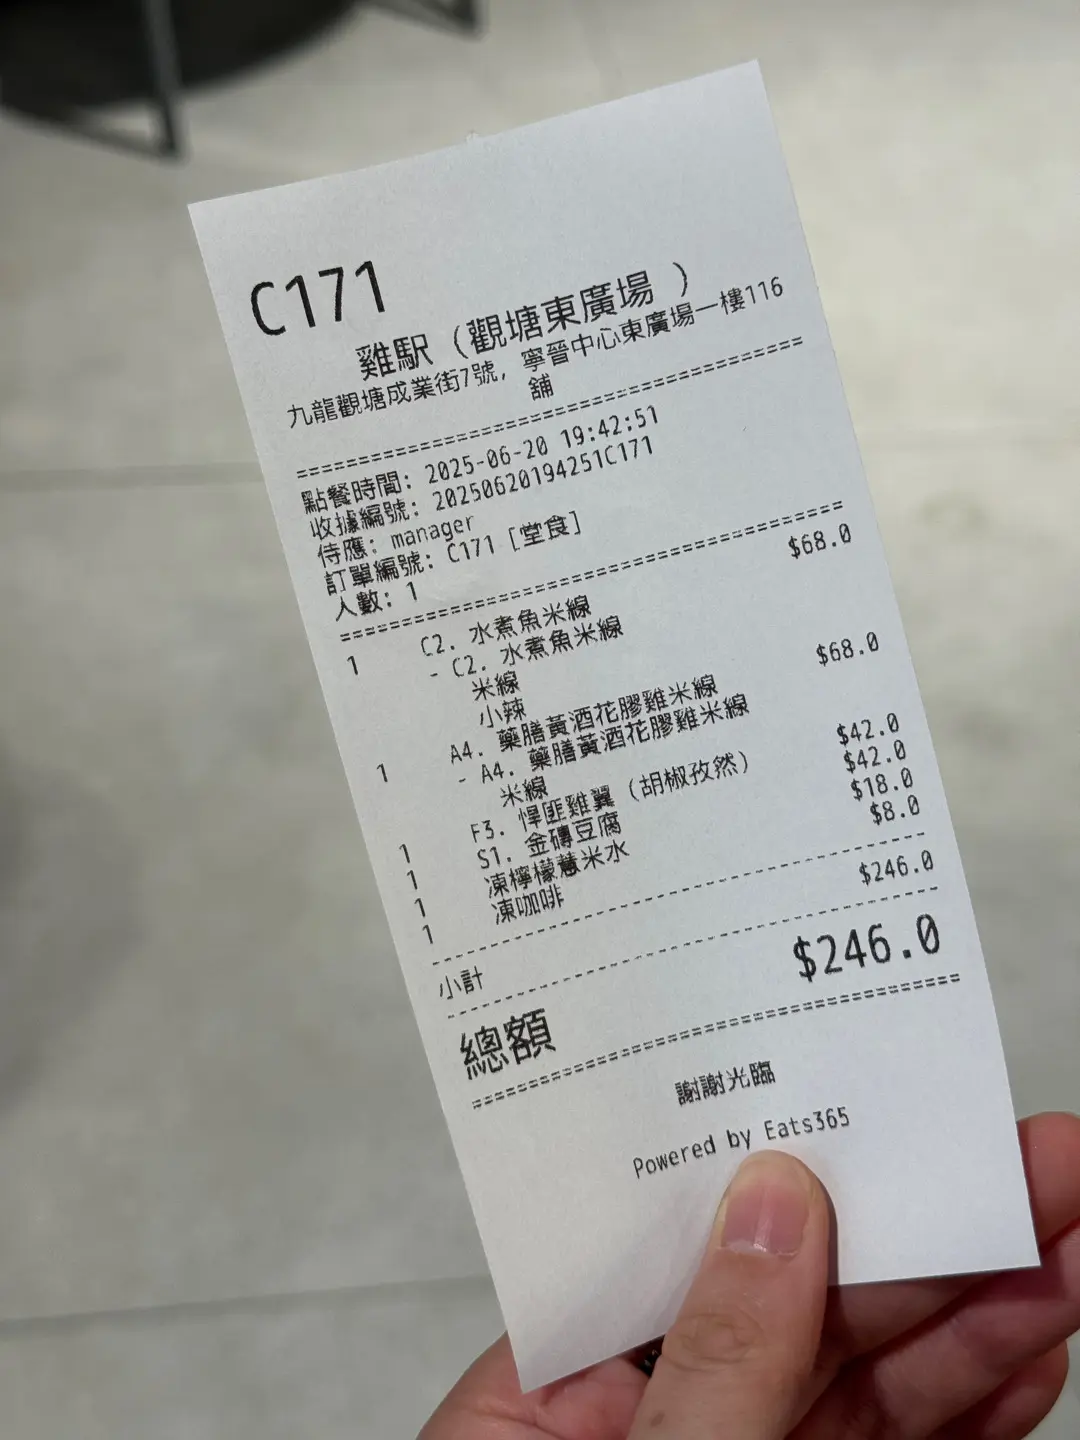 C171
雞駅（觀塘東廣場 ）
九龍觀塘成業街7號, 寧晉中心東廣場一樓116
舖
================================
點餐時間: 2025-06-20 19:42:51
收據編號: 20250620194251C171
侍應: manager
訂單編號: C171 [堂食]
人數: 1
================================
1 C2. 水煮魚米線 $68.0
- C2. 水煮魚米線
米線
小辣
1 A4. 藥膳黃酒花膠雞米線 $68.0
- A4. 藥膳黃酒花膠雞米線
米線
1 F3. 悍匪雞翼 (胡椒孜然) $42.0
1 S1. 金磚豆腐 $42.0
1 凍檸檬薏米水 $18.0
1 凍咖啡 $8.0
小計 $246.0
總額 $246.0
================================
謝謝光臨
Powered by Eats365